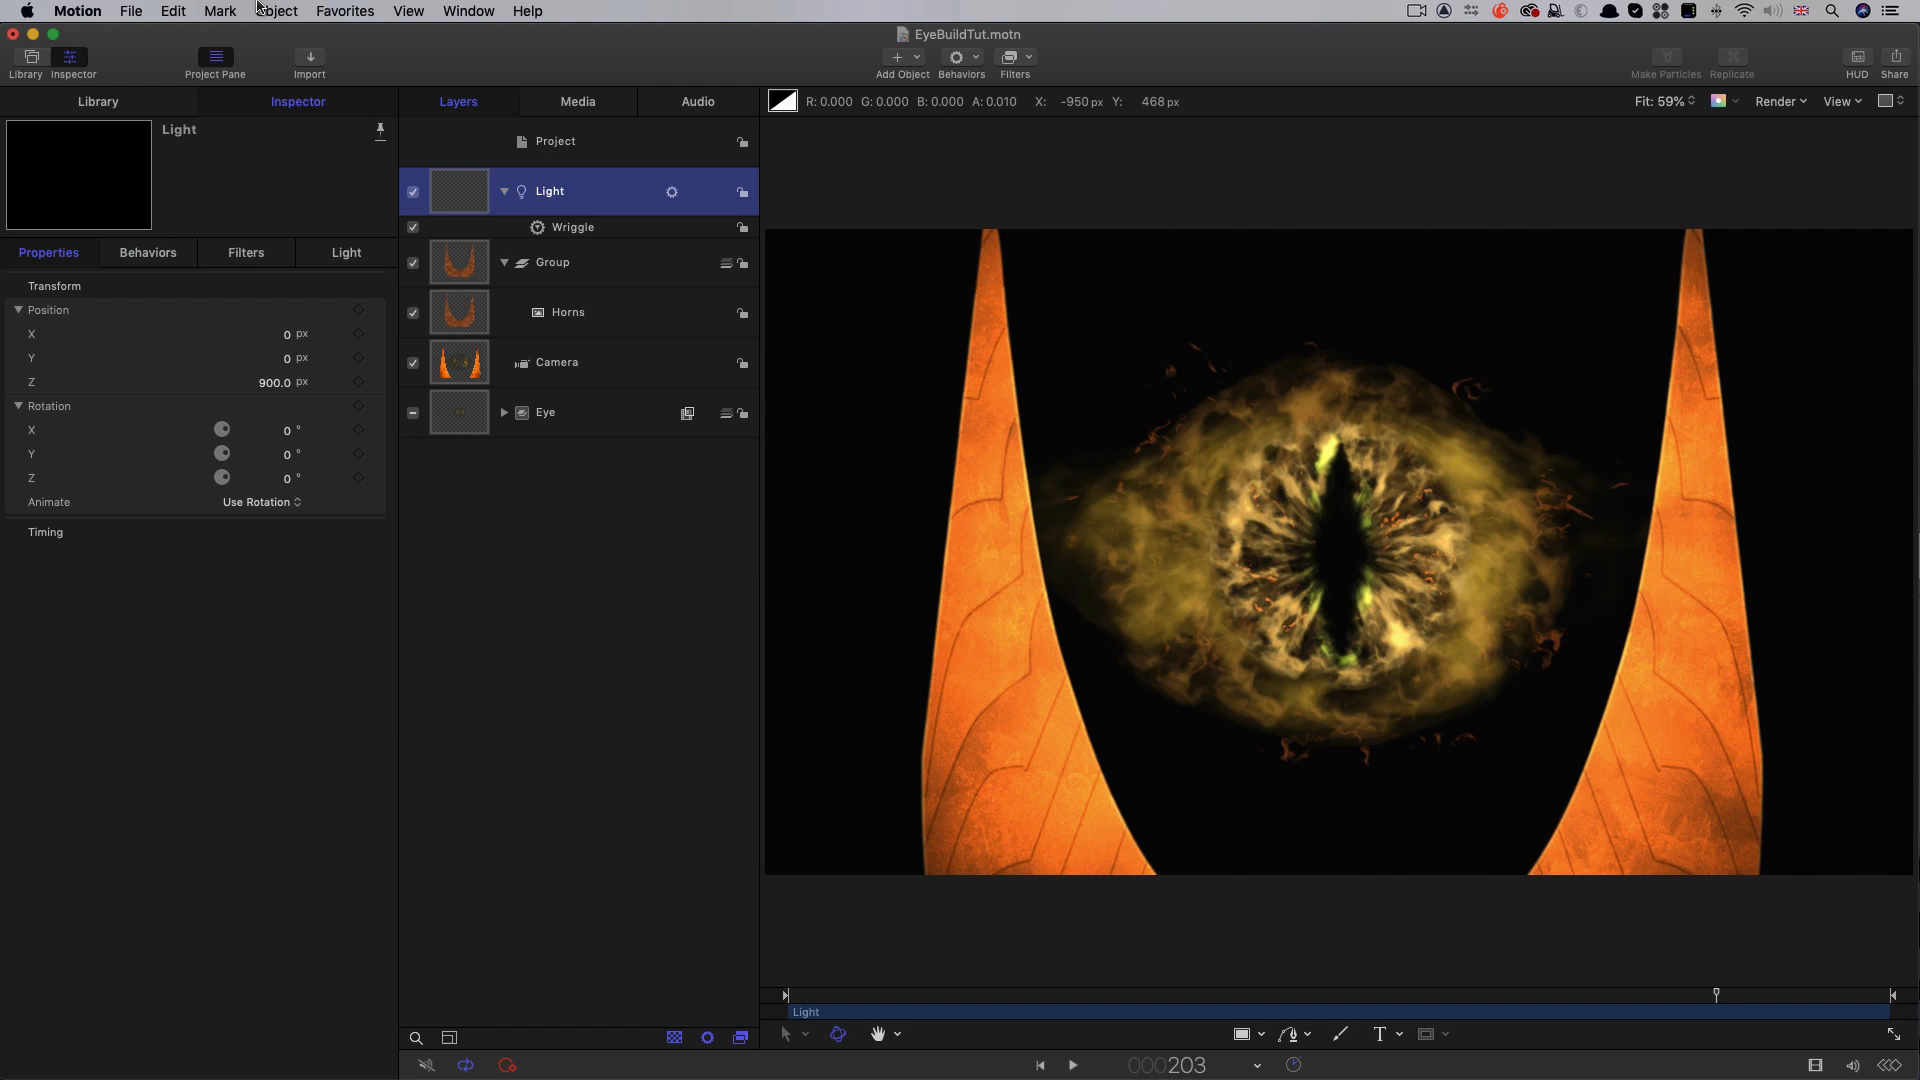 Motion File Edit Mark Object Favorites View Window Help
EyeBuildTut.motn
Library Inspector Project Pane Import Add Object Behaviors Filters Make Particles Replicate HUD Share
Library Inspector Layers Media Audio R: 0.000 G: 0.000 B: 0.000 A: 0.010 X: -950 px Y: 468 px Fit: 59% Render View
Light
Project
Light
Wriggle
Properties Behaviors Filters Light
Group
Transform
Position
Horns
X 0 px
Y 0 px
Camera
Z 900.0 px
Rotation
Eye
X 0 °
Y 0 °
Z 0 °
Animate Use Rotation
Timing
Light
T
000203